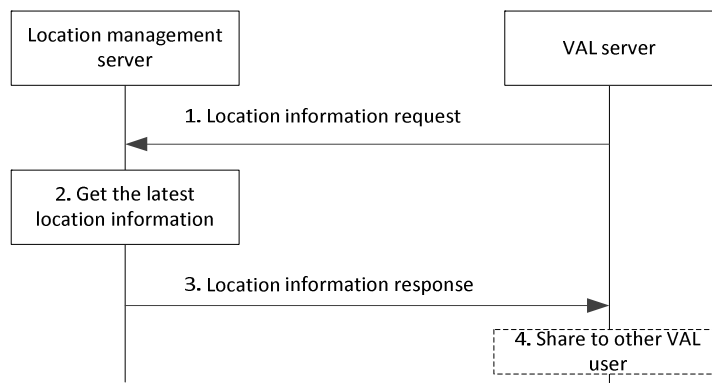 Location management
server
VAL server
1. Location information request
2. Get the latest
location information
3. Location information response
4. Share to other VAL
user